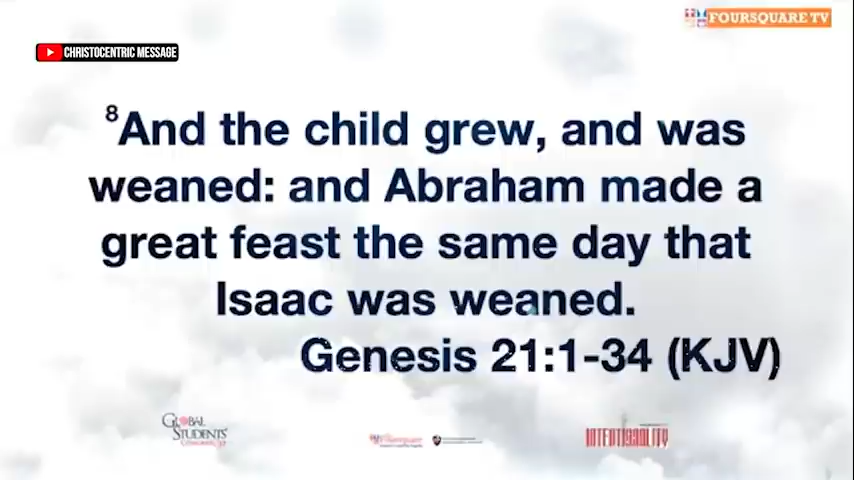 FOURSQUARE TV
CHRISTOCENTRIC MESSAGE
8And the child grew, and was
weaned: and Abraham made a
great feast the same day that
Isaac was weaned.
Genesis 21:1-34 (KJV)
GLOBAL
STUDENTS'
INTENTIONALITY